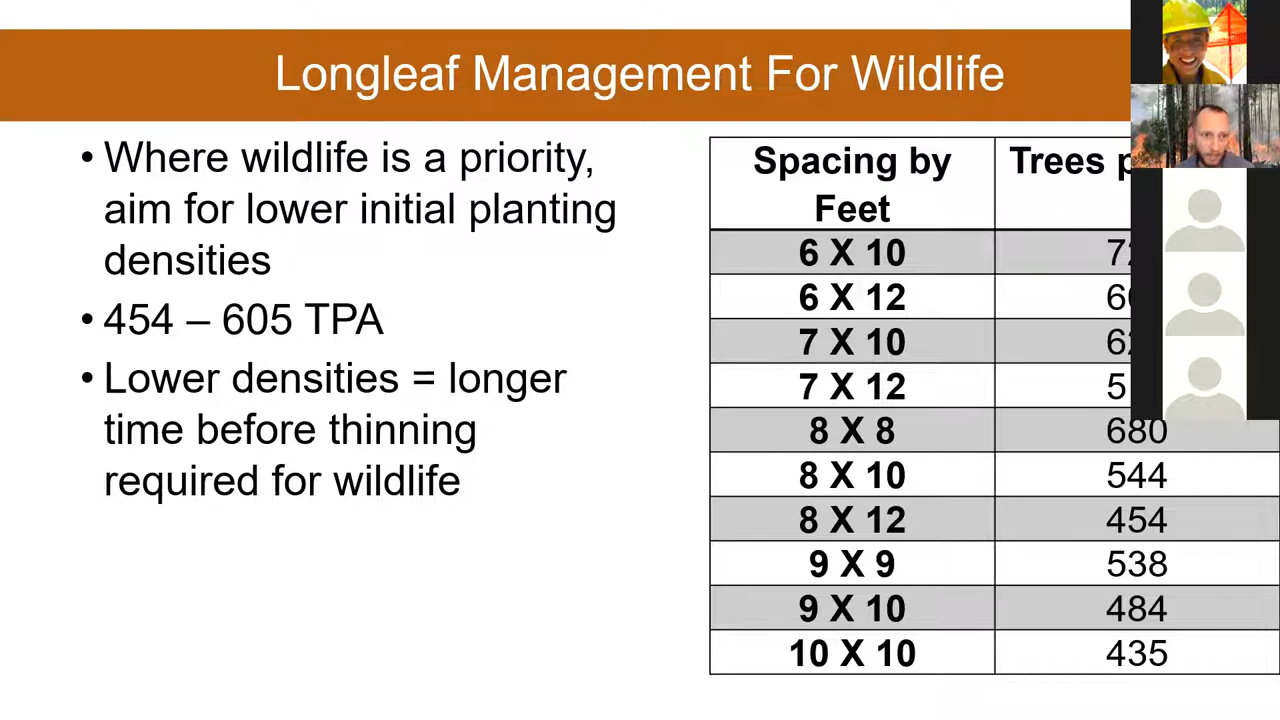 Longleaf Management For Wildlife
• Where wildlife is a priority,
aim for lower initial planting
densities
• 454 – 605 TPA
• Lower densities = longer
time before thinning
required for wildlife
Spacing by Feet Trees
6 X 10
6 X 12
7 X 10
7 X 12
8 X 8 680
8 X 10 544
8 X 12 454
9 X 9 538
9 X 10 484
10 X 10 435